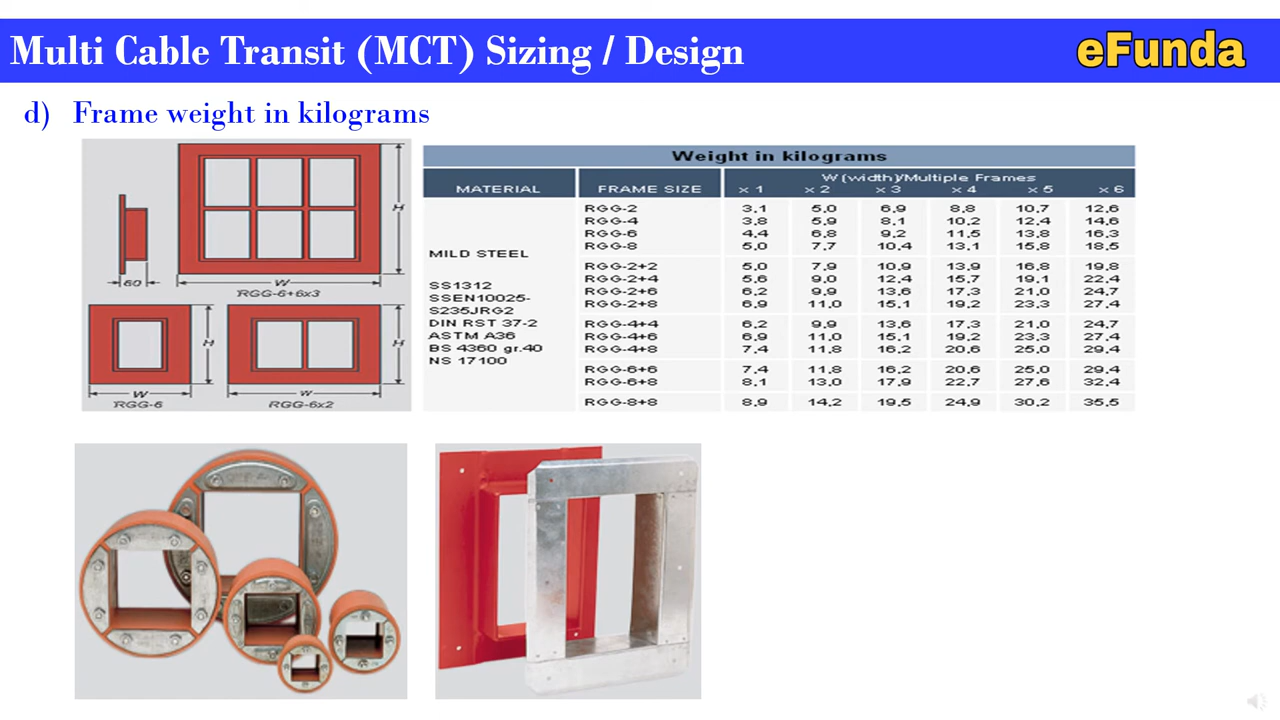 Multi Cable Transit (MCT) Sizing / Design
eFunda
d) Frame weight in kilograms
H
60
W
RGG-6+6x3
H
W
RGG-6
H
W
RGG-6x2
Weight in kilograms
MATERIAL FRAME SIZE W (width)/Multiple Frames
x 1 x 2 x 3 x 4 x 5 x 6
MILD STEEL
SS1312
SSEN10025-
S235JRG2
DIN RST 37-2
ASTM A36
BS 4360 gr.40
NS 17100
RGG-2 3,1 5,0 6,9 8,8 10,7 12,6
RGG-4 3,8 5,9 8,1 10,2 12,4 14,6
RGG-6 4,4 6,8 9,2 11,5 13,8 16,3
RGG-8 5,0 7,7 10,4 13,1 15,8 18,5
RGG-2+2 5,0 7,9 10,9 13,9 16,8 19,8
RGG-2+4 5,6 9,0 12,4 15,7 19,1 22,4
RGG-2+6 6,2 9,9 13,6 17,3 21,0 24,7
RGG-2+8 6,9 11,0 15,1 19,2 23,3 27,4
RGG-4+4 6,2 9,9 13,6 17,3 21,0 24,7
RGG-4+6 6,9 11,0 15,1 19,2 23,3 27,4
RGG-4+8 7,4 11,8 16,2 20,6 25,0 29,4
RGG-6+6 7,4 11,8 16,2 20,6 25,0 29,4
RGG-6+8 8,1 13,0 17,9 22,7 27,6 32,4
RGG-8+8 8,9 14,2 19,5 24,9 30,2 35,5